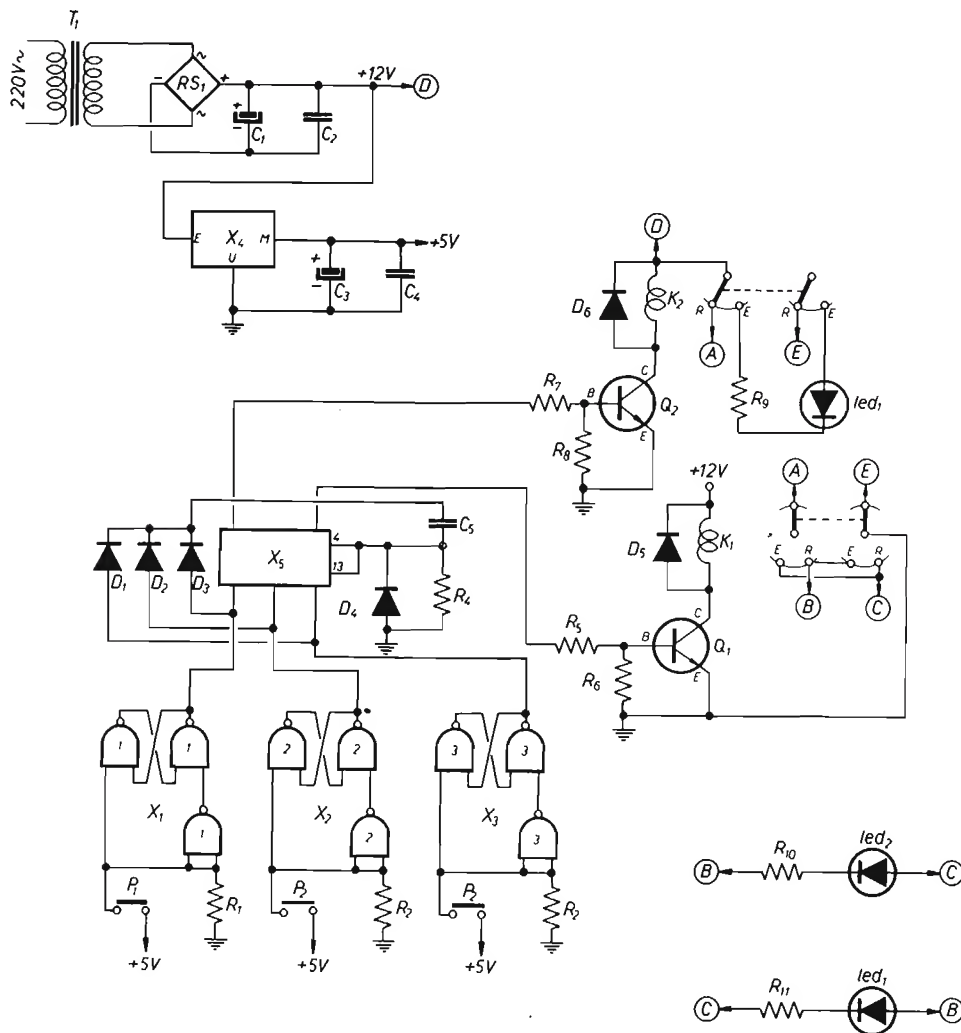 T1
220V~
~
- RS1 +
~
+12V
D
+
-
C1
C2
E X4 M
U
+5V
+
-
C3
C4
D
D6
K2
R E
R E
A
E
R9
led1
R7
B
C
Q2
E
R8
+12V
A
E
D5
K1
E R E R
B
C
C5
4
X5
13
D1
D2
D3
D4
R4
R5
B
C
Q1
E
R6
1
1
2
2
3
3
X1
X2
X3
1
2
3
P1
R1
P2
R2
P2
R2
+5V
+5V
+5V
B
R10
led2
C
C
R11
led1
B